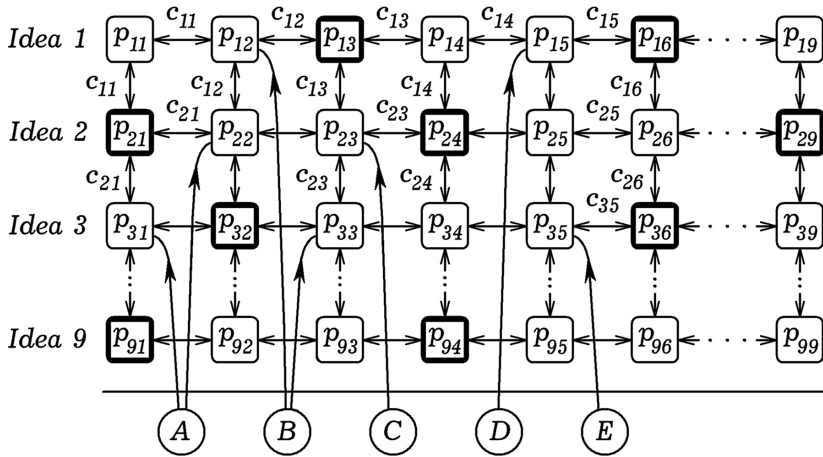 c11 c12 c13 c14 c15
Idea 1 p11 p12 p13 p14 p15 p16 · · · p19
c11 c12 c13 c14 c16
c21 c23 c25
Idea 2 p21 p22 p23 p24 p25 p26 · · · p29
c21 c23 c24 c26
c35
Idea 3 p31 p32 p33 p34 p35 p36 · · · p39
Idea 9 p91 p92 p93 p94 p95 p96 · · · p99
A B C D E